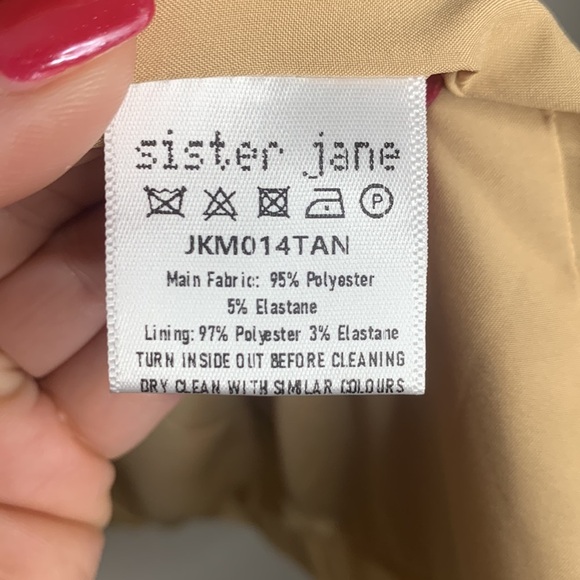 sister jane
P
JKM014TAN
Main Fabric: 95% Polyester
5% Elastane
Lining: 97% Polyester 3% Elastane
TURN INSIDE OUT BEFORE CLEANING
DRY CLEAN WITH SIMILAR COLOURS